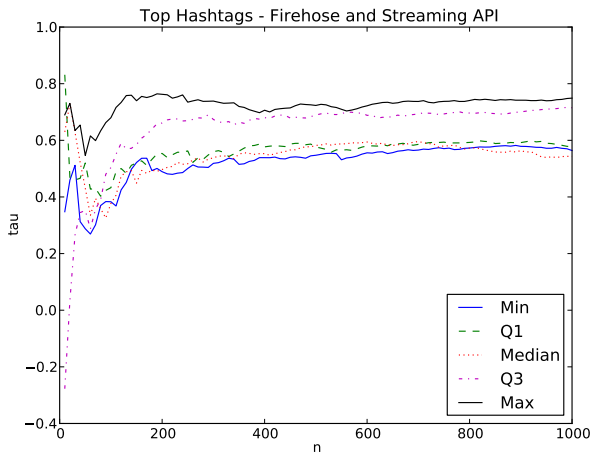 Top Hashtags - Firehose and Streaming API
1.0
0.8
0.6
0.4
0.2
0.0
−0.2
−0.4
tau
0
200
400
600
800
1000
n
Min
Q1
Median
Q3
Max